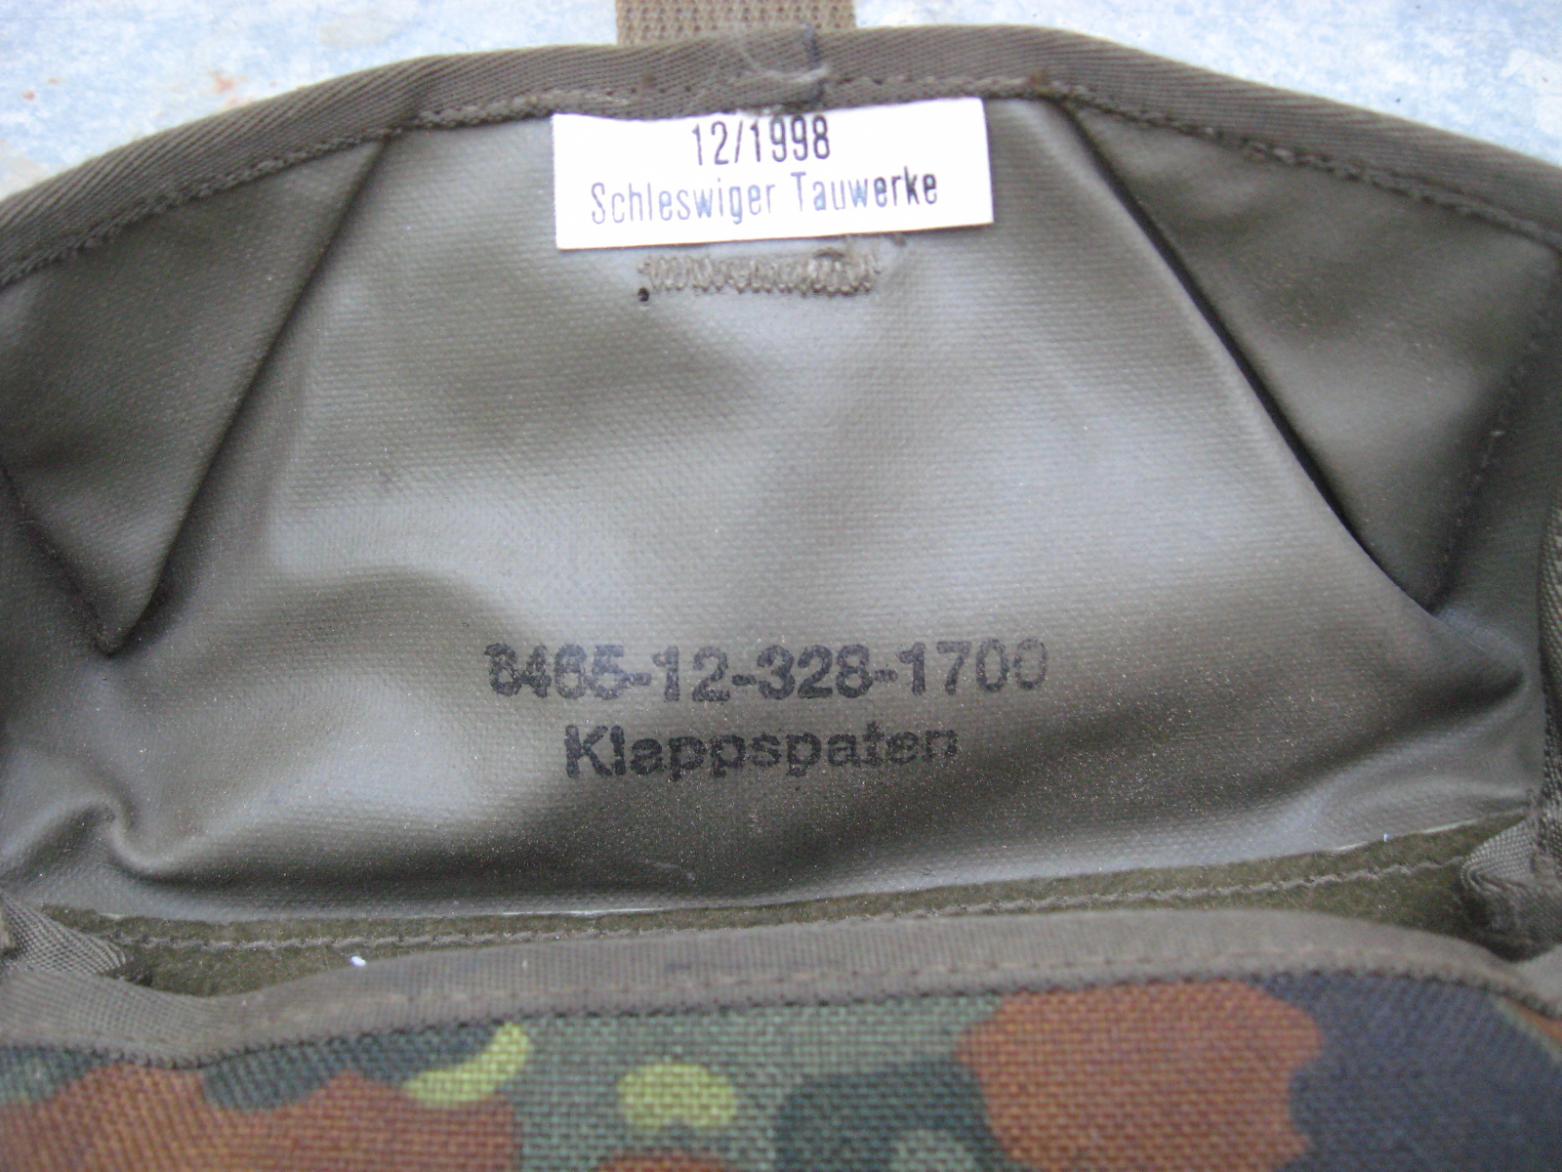 12/1998
Schleswiger Tauwerke
8465-12-328-1700
Klappspaten